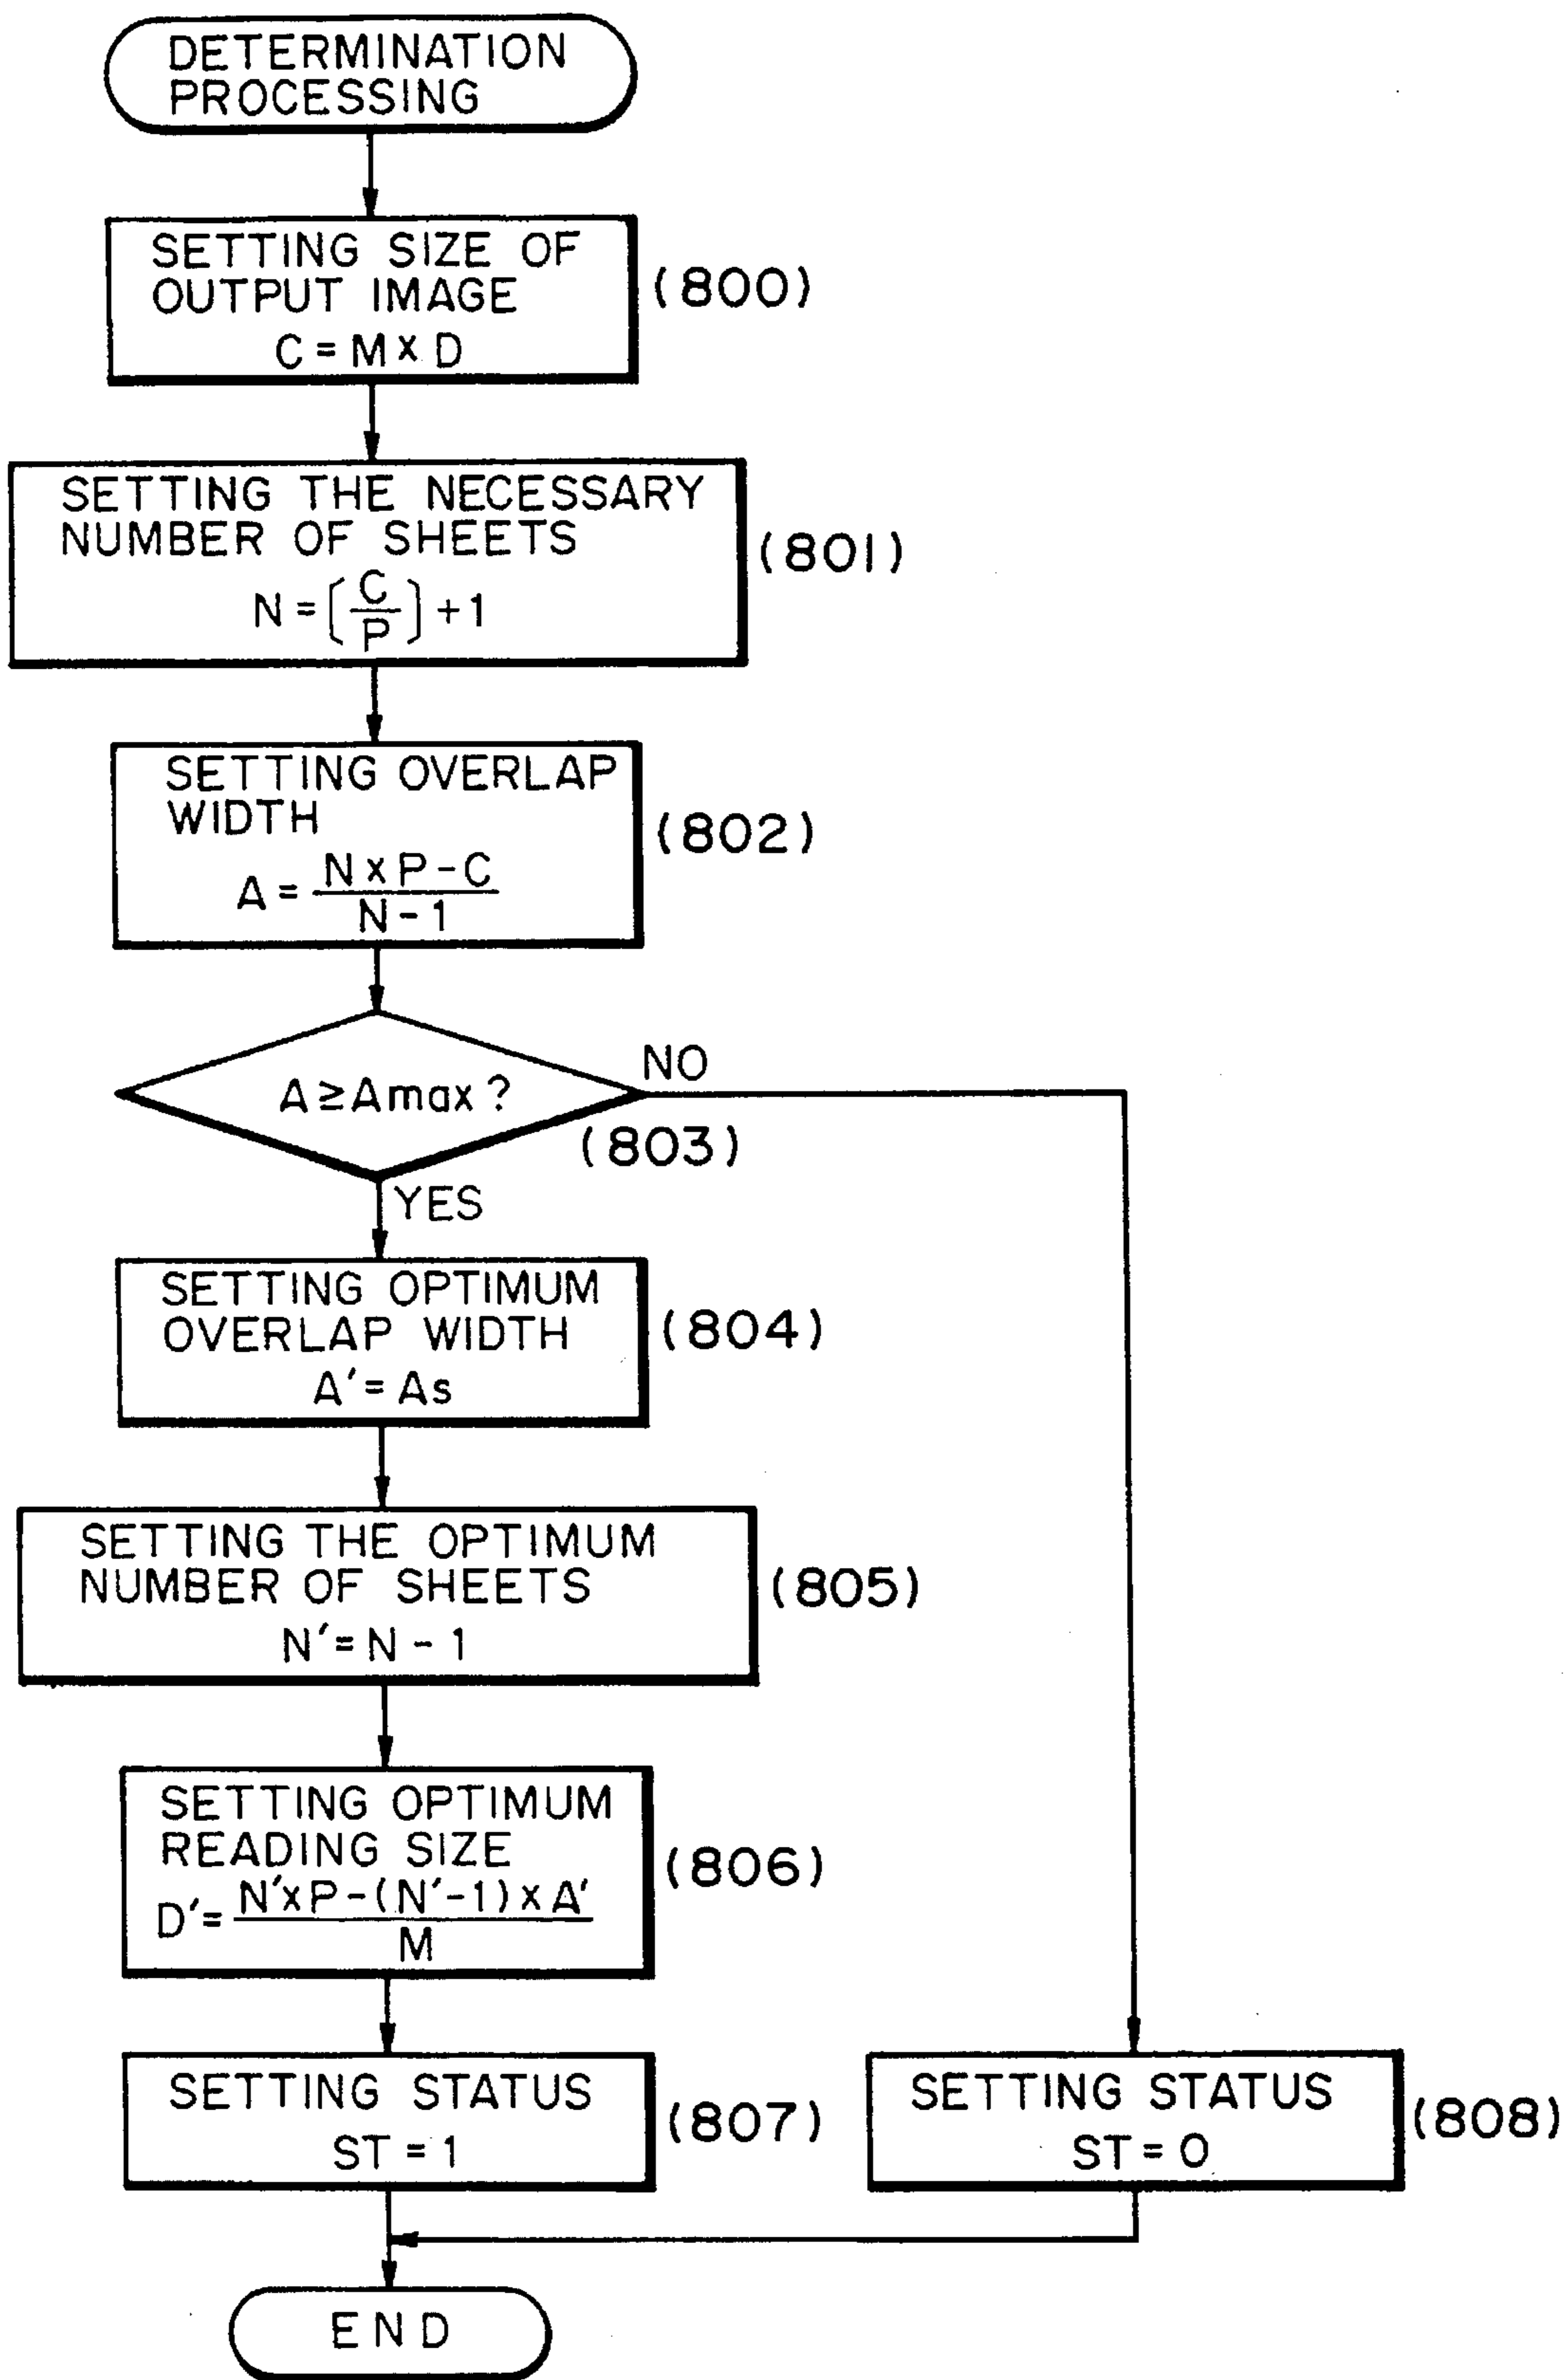 DETERMINATION
PROCESSING
SETTING SIZE OF
OUTPUT IMAGE
C = M × D
(800)
SETTING THE NECESSARY
NUMBER OF SHEETS
N = [C/P] + 1
(801)
SETTING OVERLAP
WIDTH
A = N × P - C / N - 1
(802)
A ≥ Amax ?
NO
(803)
YES
SETTING OPTIMUM
OVERLAP WIDTH
A' = As
(804)
SETTING THE OPTIMUM
NUMBER OF SHEETS
N' = N - 1
(805)
SETTING OPTIMUM
READING SIZE
D' = N' × P - (N' - 1) × A' / M
(806)
SETTING STATUS
ST = 1
(807)
SETTING STATUS
ST = 0
(808)
END